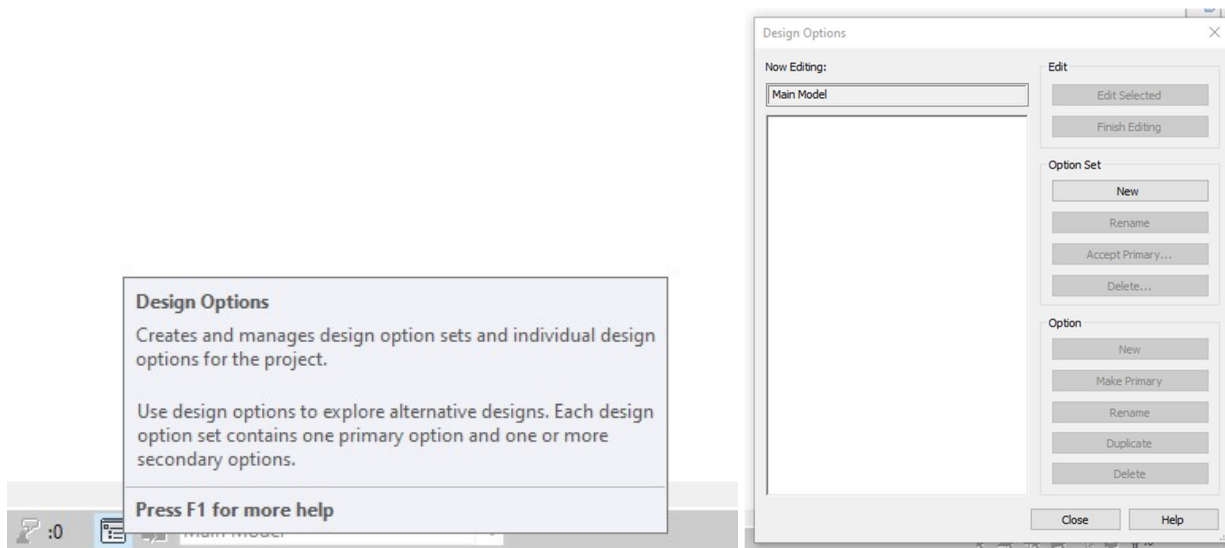 Design Options
Creates and manages design option sets and individual design
options for the project.
Use design options to explore alternative designs. Each design
option set contains one primary option and one or more
secondary options.
Press F1 for more help
:0
Main Model
Design Options
Now Editing:
Main Model
Edit
Edit Selected
Finish Editing
Option Set
New
Rename
Accept Primary...
Delete...
Option
New
Make Primary
Rename
Duplicate
Delete
Close
Help